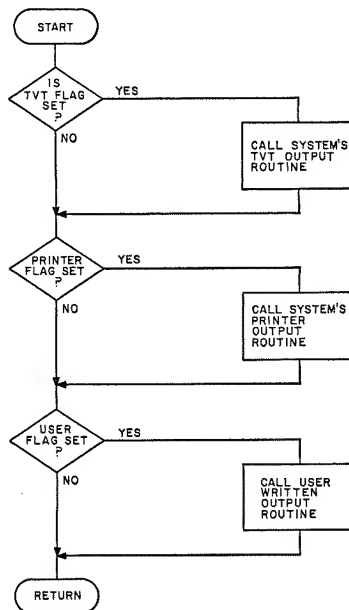 START
IS
TVT FLAG
SET
?
YES
NO
CALL SYSTEM'S
TVT OUTPUT
ROUTINE
PRINTER
FLAG SET
?
YES
NO
CALL SYSTEM'S
PRINTER
OUTPUT
ROUTINE
USER
FLAG SET
?
YES
NO
CALL USER
WRITTEN
OUTPUT
ROUTINE
RETURN